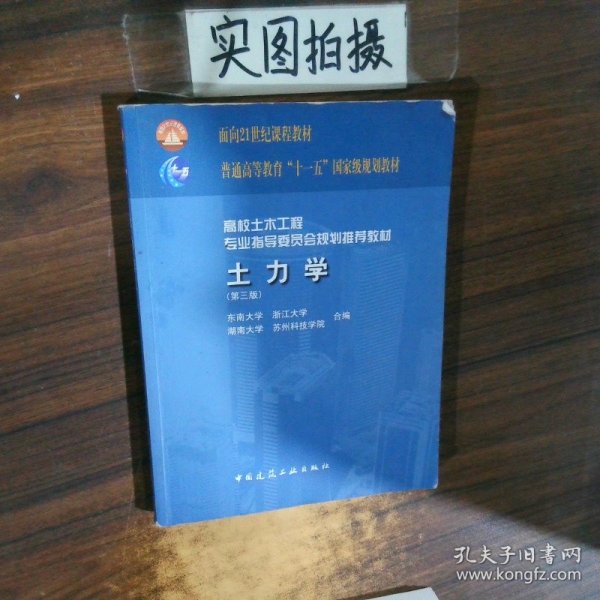 实图拍摄
面向21世纪课程教材
普通高等教育“十一五”国家级规划教材
十一五
高校土木工程
专业指导委员会规划推荐教材
土力学
（第三版）
东南大学 浙江大学
湖南大学 苏州科技学院 合编
中国建筑工业出版社
孔夫子旧书网
www.kongfz.com